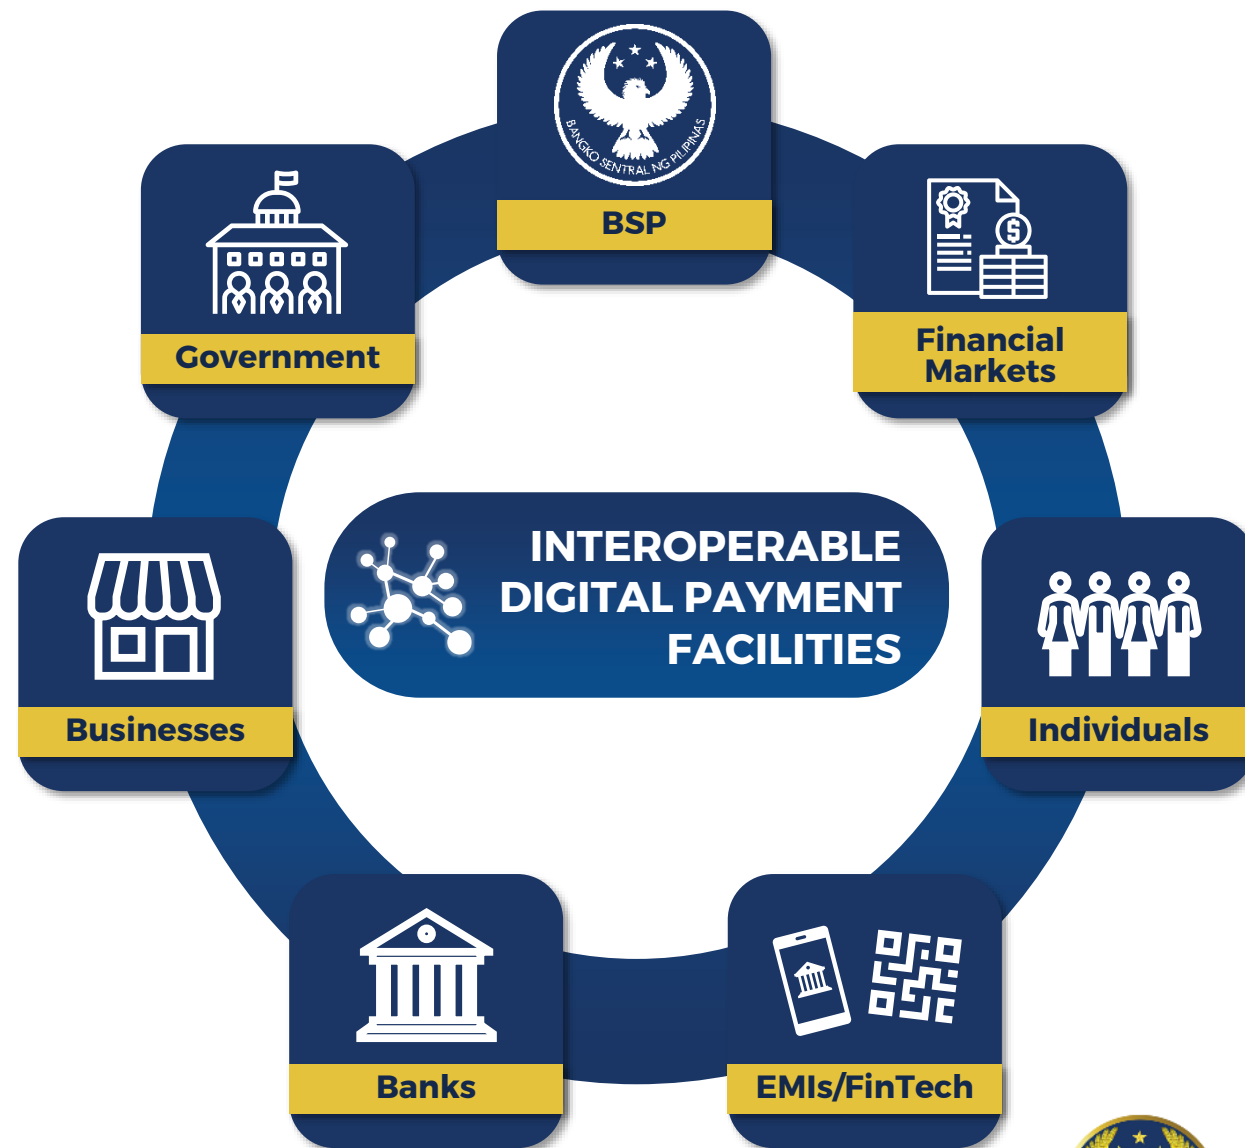 BANGKO SENTRAL NG PILIPINAS
BSP
Government
Financial
Markets
INTEROPERABLE
DIGITAL PAYMENT
FACILITIES
Businesses
Individuals
Banks
EMIs/FinTech